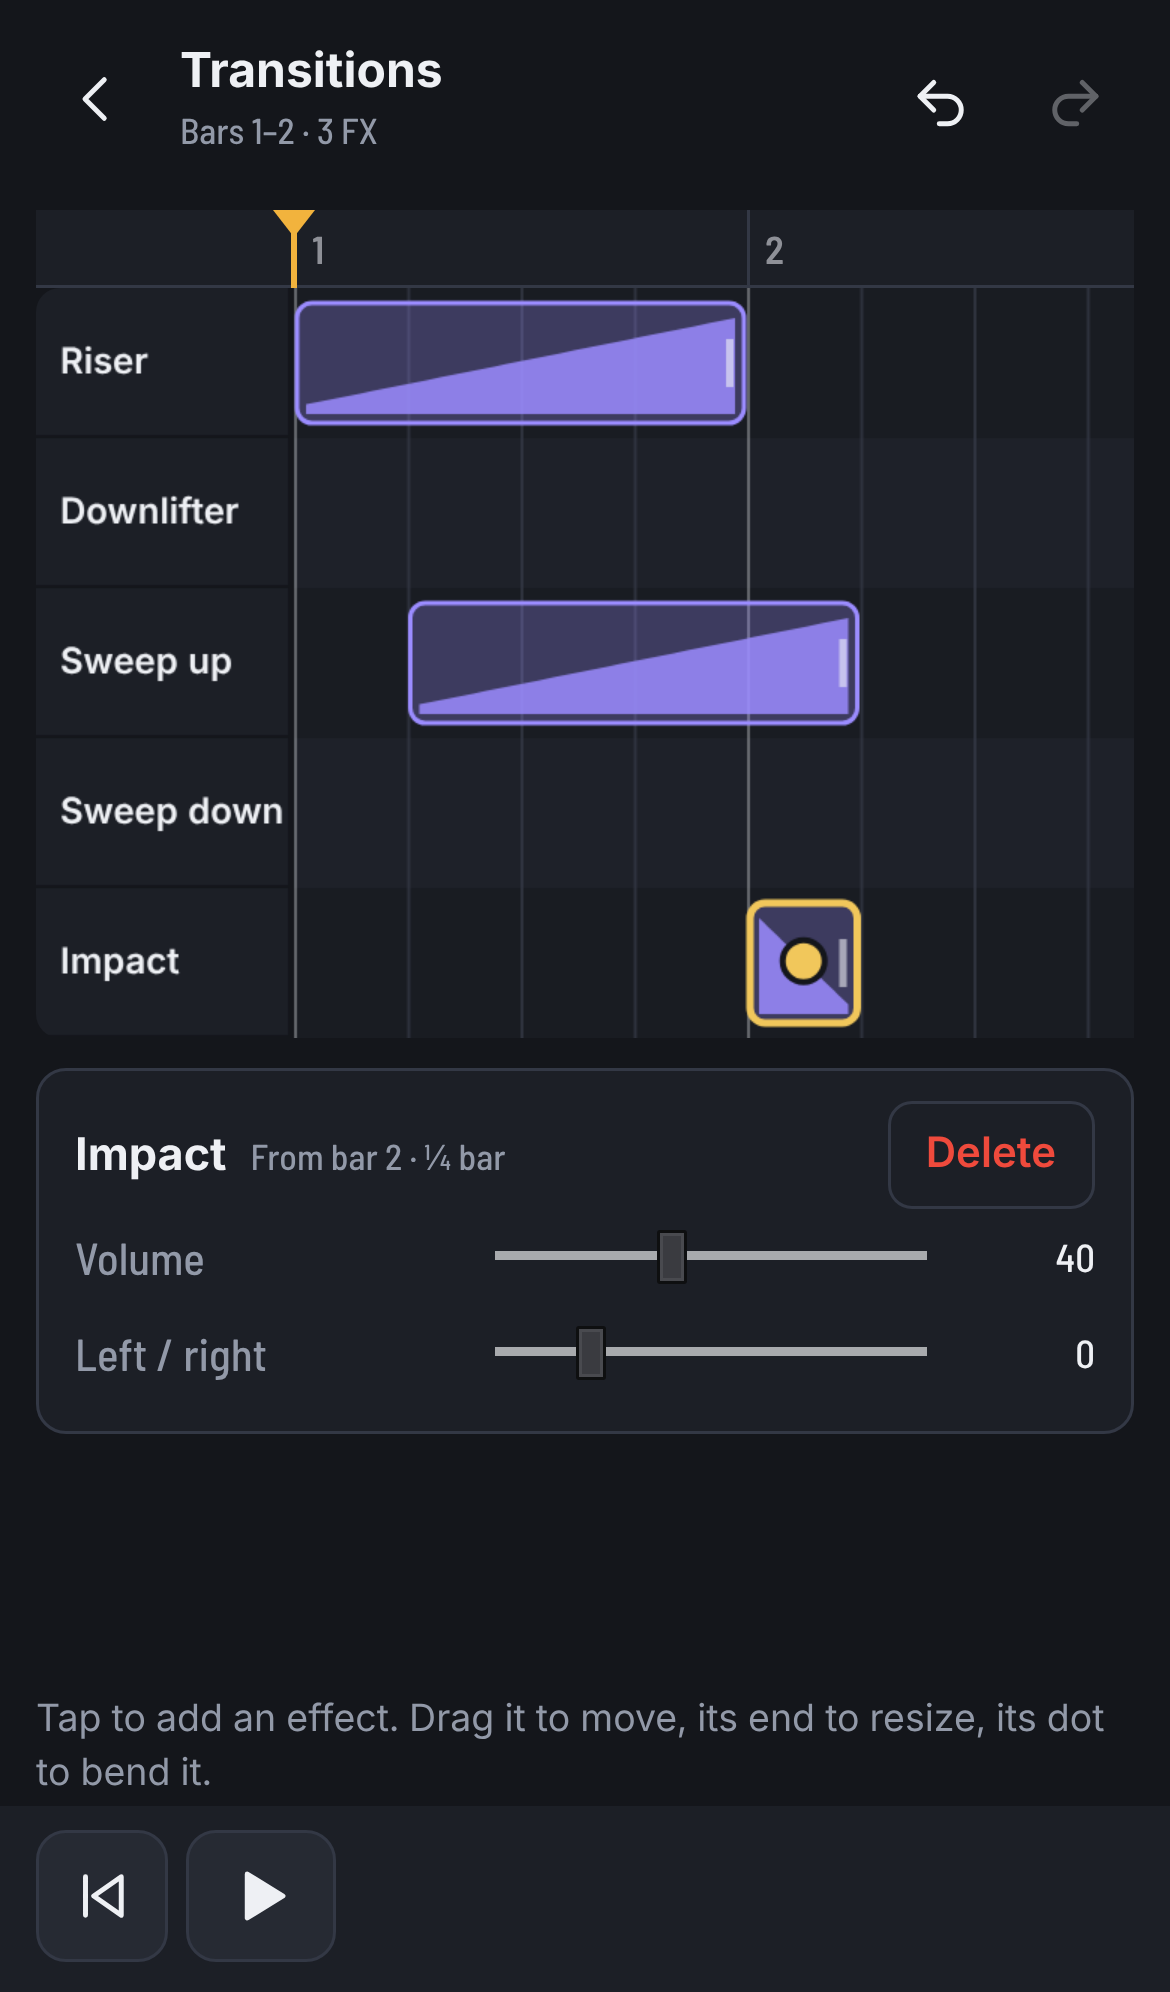 Transitions
Bars 1–2 · 3 FX
1
2
Riser
Downlifter
Sweep up
Sweep down
Impact
Impact From bar 2 · ¼ bar
Delete
Volume 40
Left / right 0
Tap to add an effect. Drag it to move, its end to resize, its dot
to bend it.